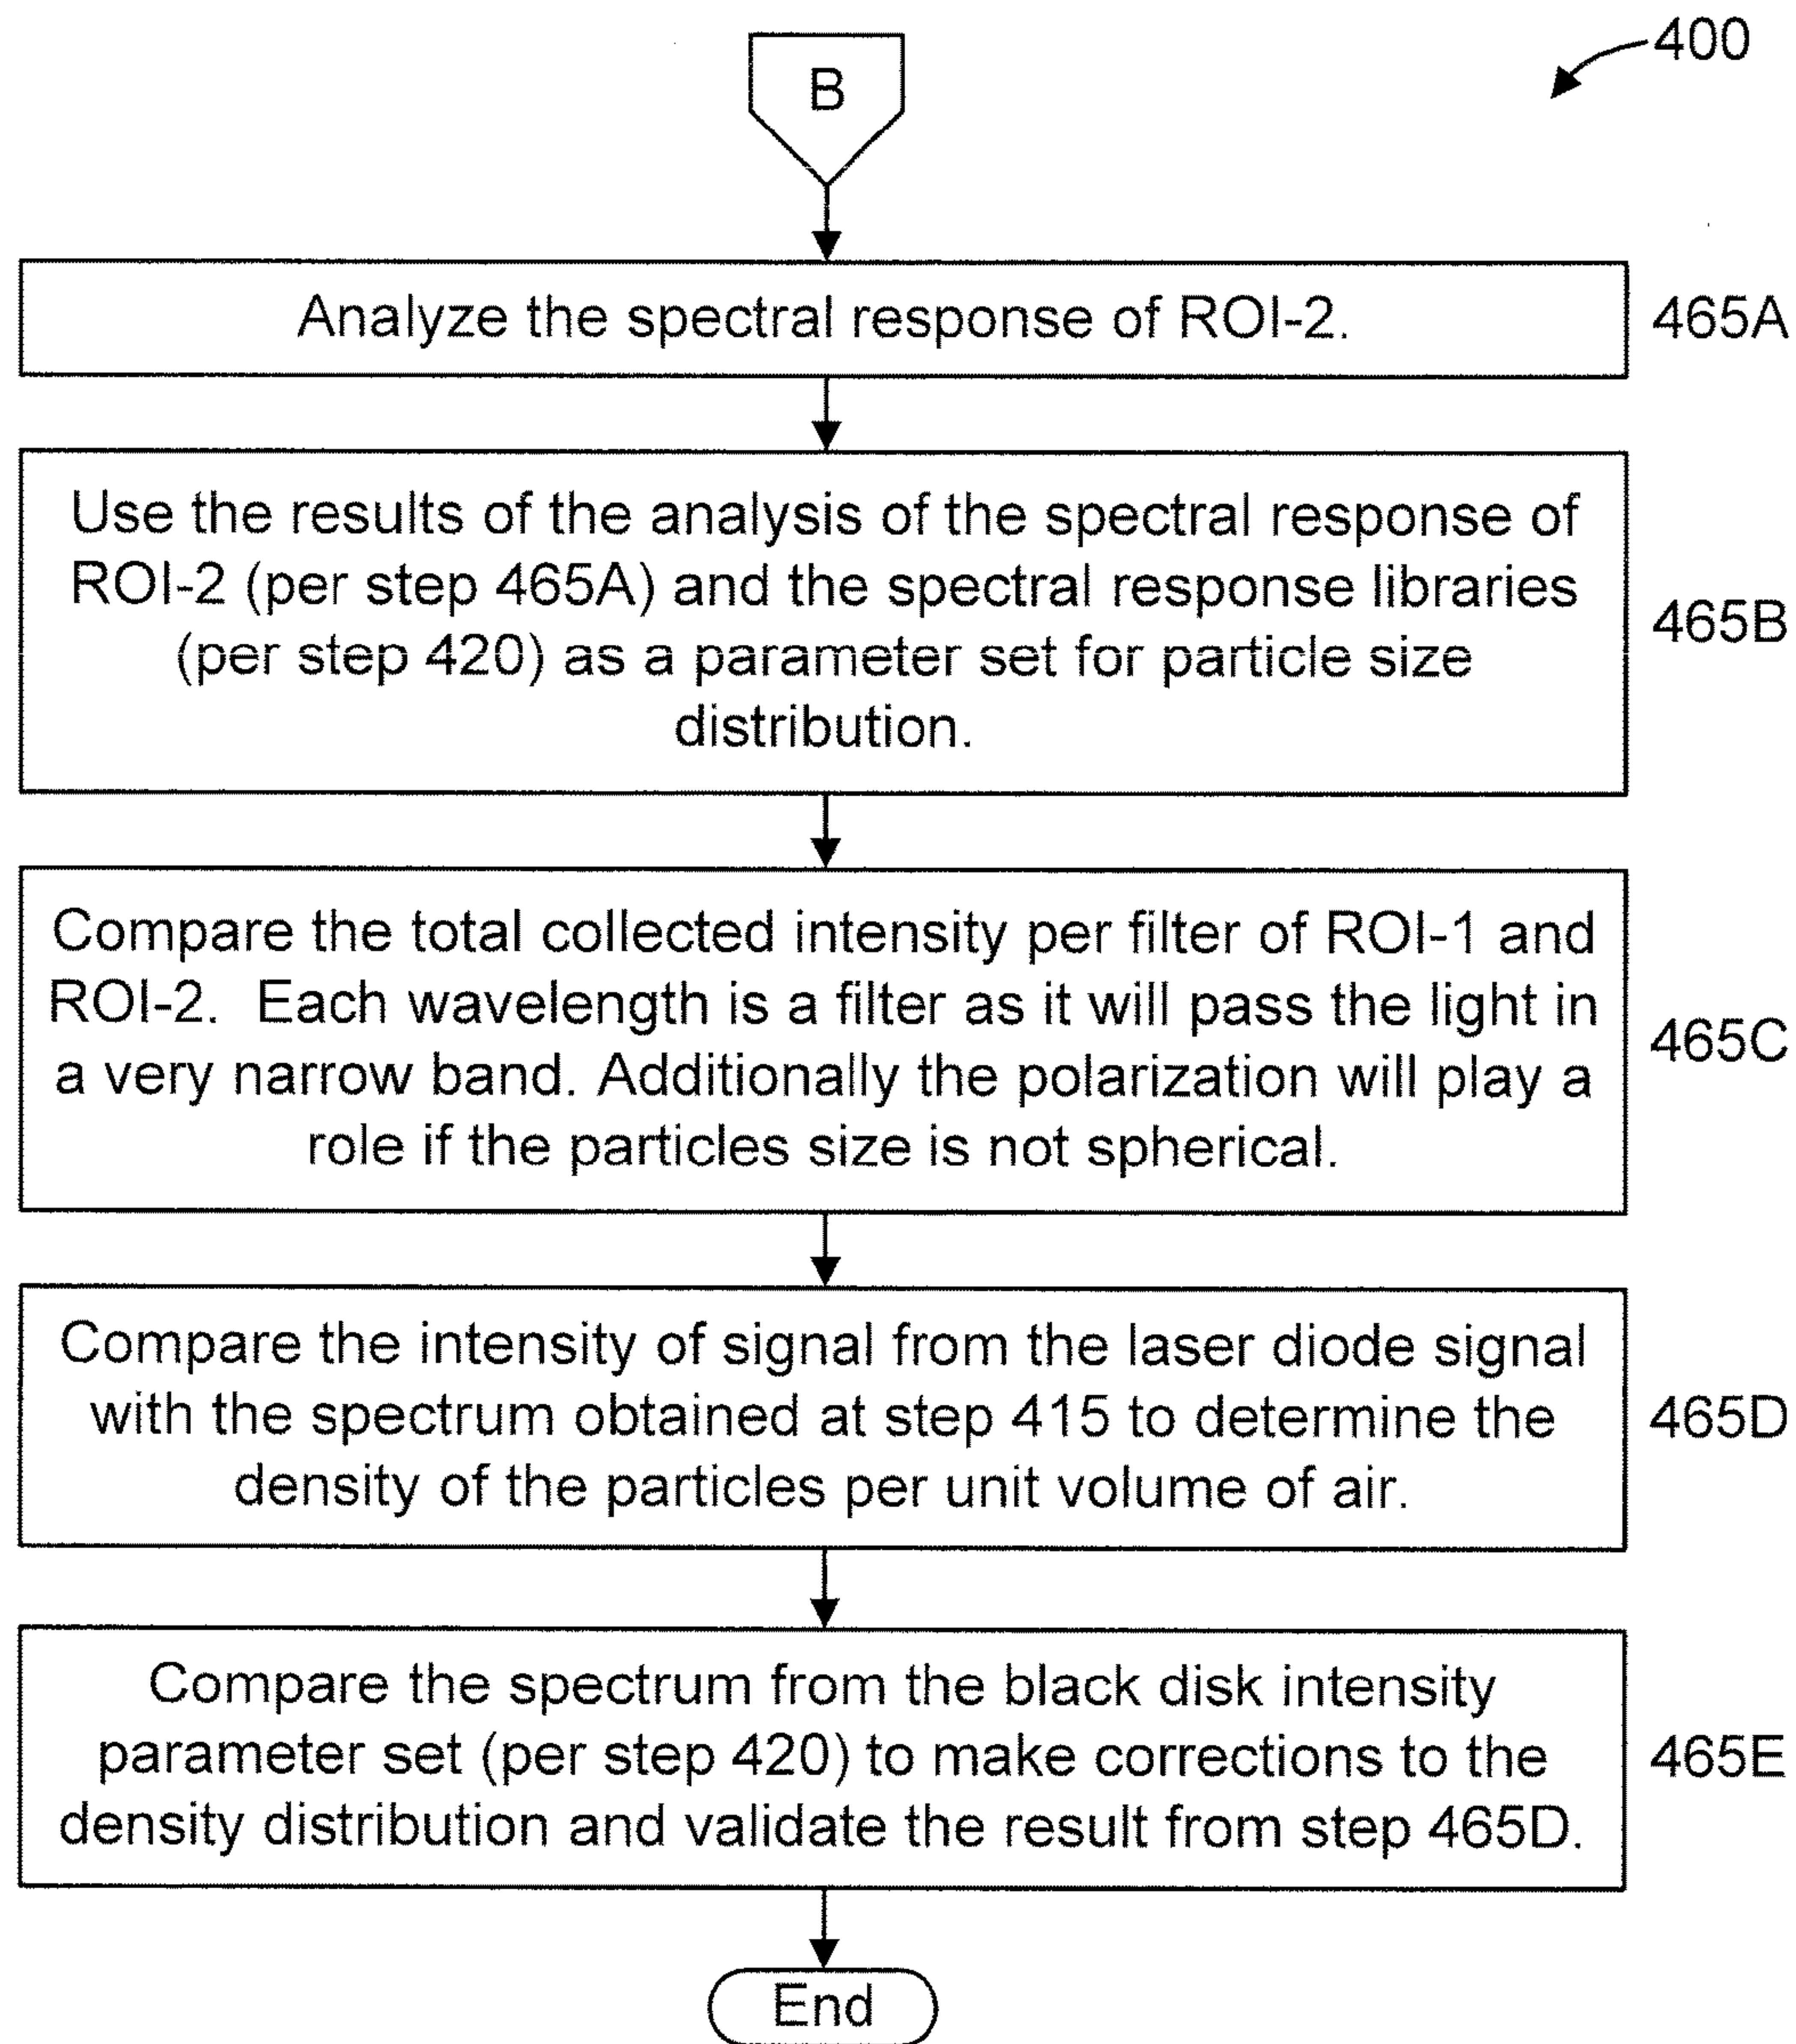 400
B
Analyze the spectral response of ROI-2.
465A
Use the results of the analysis of the spectral response of
ROI-2 (per step 465A) and the spectral response libraries
(per step 420) as a parameter set for particle size
distribution.
465B
Compare the total collected intensity per filter of ROI-1 and
ROI-2.  Each wavelength is a filter as it will pass the light in
a very narrow band. Additionally the polarization will play a
role if the particles size is not spherical.
465C
Compare the intensity of signal from the laser diode signal
with the spectrum obtained at step 415 to determine the
density of the particles per unit volume of air.
465D
Compare the spectrum from the black disk intensity
parameter set (per step 420) to make corrections to the
density distribution and validate the result from step 465D.
465E
End